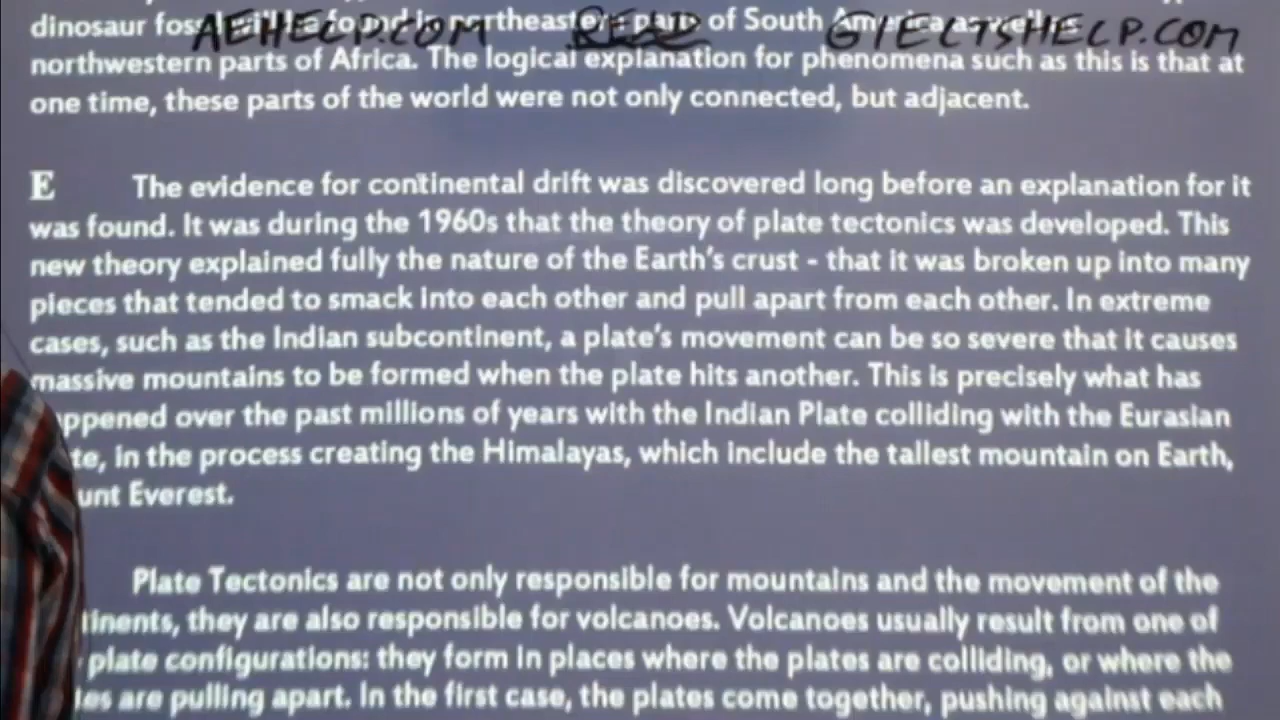 AEHELP.COM READ GIELTSHELP.COM
dinosaur found in northeastern parts of South America as well as
northwestern parts of Africa. The logical explanation for phenomena such as this is that at
one time, these parts of the world were not only connected, but adjacent.
E The evidence for continental drift was discovered long before an explanation for it
was found. It was during the 1960s that the theory of plate tectonics was developed. This
new theory explained fully the nature of the Earth's crust - that it was broken up into many
pieces that tended to smack into each other and pull apart from each other. In extreme
cases, such as the Indian subcontinent, a plate's movement can be so severe that it causes
massive mountains to be formed when the plate hits another. This is precisely what has
ppened over the past millions of years with the Indian Plate colliding with the Eurasian
te, in the process creating the Himalayas, which include the tallest mountain on Earth,
unt Everest.
Plate Tectonics are not only responsible for mountains and the movement of the
tinents, they are also responsible for volcanoes. Volcanoes usually result from one of
plate configurations: they form in places where the plates are colliding, or where the
tes are pulling apart. In the first case, the plates come together, pushing against each